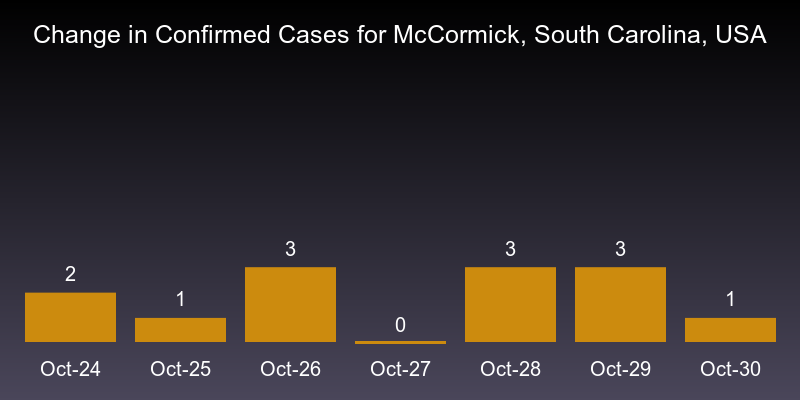 Change in Confirmed Cases for McCormick, South Carolina, USA
2 1 3 0 3 3 1
Oct-24 Oct-25 Oct-26 Oct-27 Oct-28 Oct-29 Oct-30